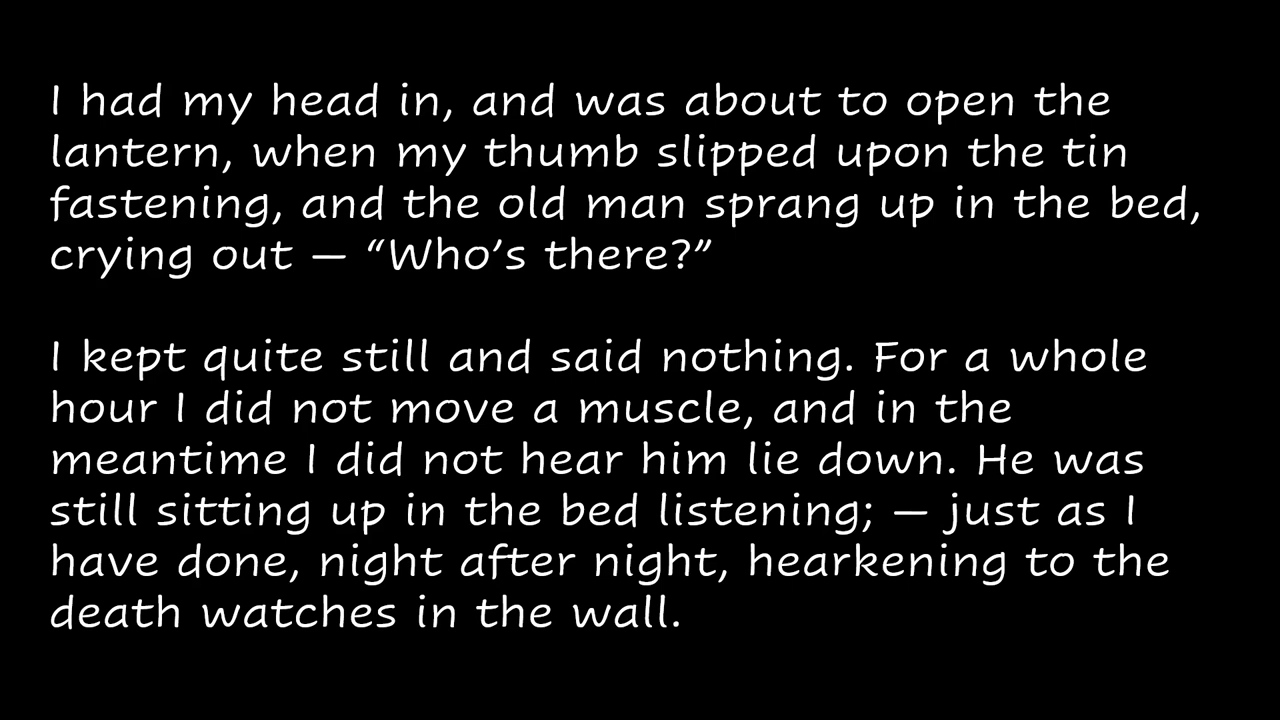 I had my head in, and was about to open the
lantern, when my thumb slipped upon the tin
fastening, and the old man sprang up in the bed,
crying out — “Who’s there?”
I kept quite still and said nothing. For a whole
hour I did not move a muscle, and in the
meantime I did not hear him lie down. He was
still sitting up in the bed listening; — just as I
have done, night after night, hearkening to the
death watches in the wall.